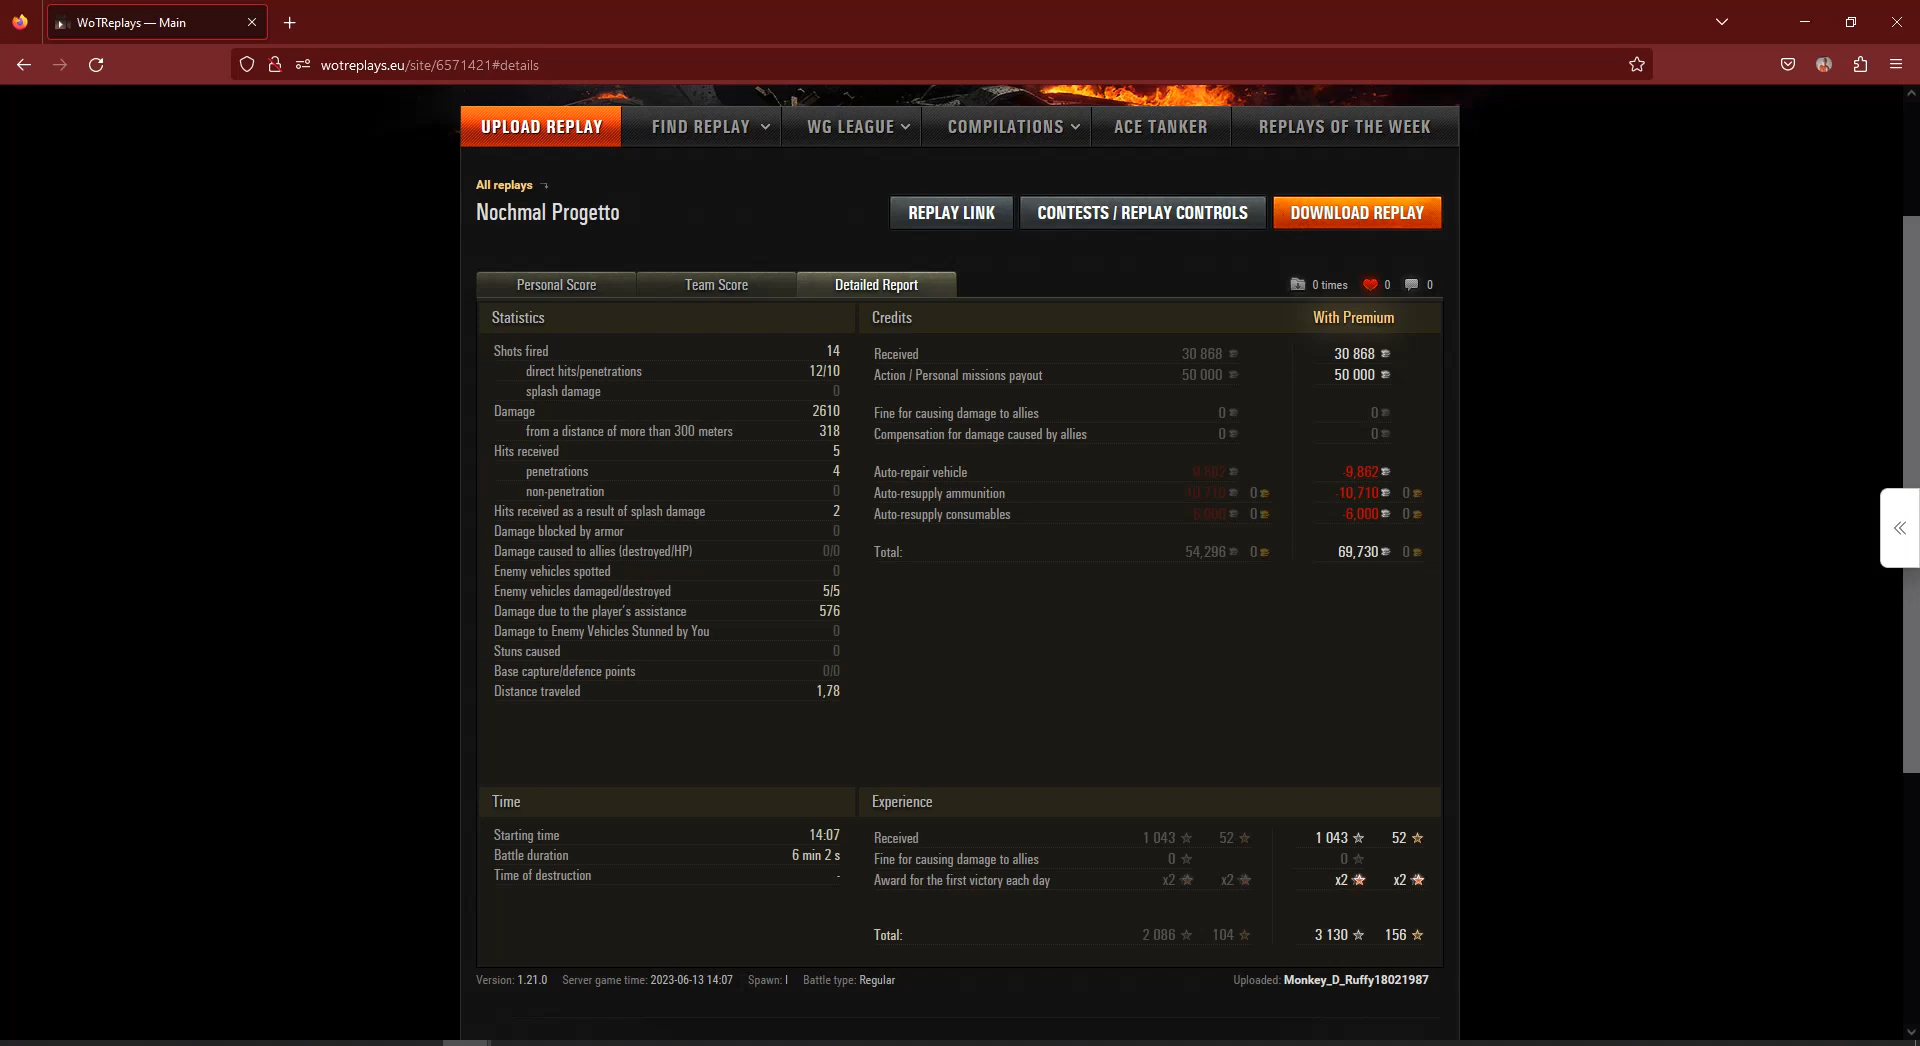 WoTReplays — Main
wotreplays.eu/site/6571421#details
UPLOAD REPLAY FIND REPLAY WG LEAGUE COMPILATIONS ACE TANKER REPLAYS OF THE WEEK
All replays
Nochmal Progetto
REPLAY LINK CONTESTS / REPLAY CONTROLS DOWNLOAD REPLAY
Personal Score Team Score Detailed Report 0 times 0 0
Statistics
Shots fired 14
direct hits/penetrations 12/10
splash damage 0
Damage 2610
from a distance of more than 300 meters 318
Hits received 5
penetrations 4
non-penetration 0
Hits received as a result of splash damage 2
Damage blocked by armor 0
Damage caused to allies (destroyed/HP) 0/0
Enemy vehicles spotted 0
Enemy vehicles damaged/destroyed 5/5
Damage due to the player's assistance 576
Damage to Enemy Vehicles Stunned by You 0
Stuns caused 0
Base capture/defence points 0/0
Distance traveled 1,78
Credits With Premium
Received 30 868 30 868
Action / Personal missions payout 50 000 50 000
Fine for causing damage to allies 0 0
Compensation for damage caused by allies 0 0
Auto-repair vehicle -9,862 -9,862
Auto-resupply ammunition -10,710 0 -10,710 0
Auto-resupply consumables -6,000 0 -6,000 0
Total: 54,296 0 69,730 0
Time
Starting time 14:07
Battle duration 6 min 2 s
Time of destruction -
Experience
Received 1 043 52 1 043 52
Fine for causing damage to allies 0 0
Award for the first victory each day x2 x2 x2 x2
Total: 2 086 104 3 130 156
Version: 1.21.0 Server game time: 2023-06-13 14:07 Spawn: I Battle type: Regular Uploaded: Monkey_D_Ruffy18021987